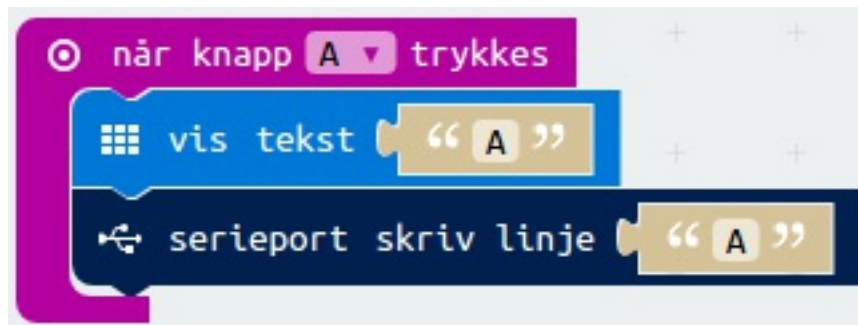 når knapp A trykkes
vis tekst “ A ”
serieport skriv linje “ A ”